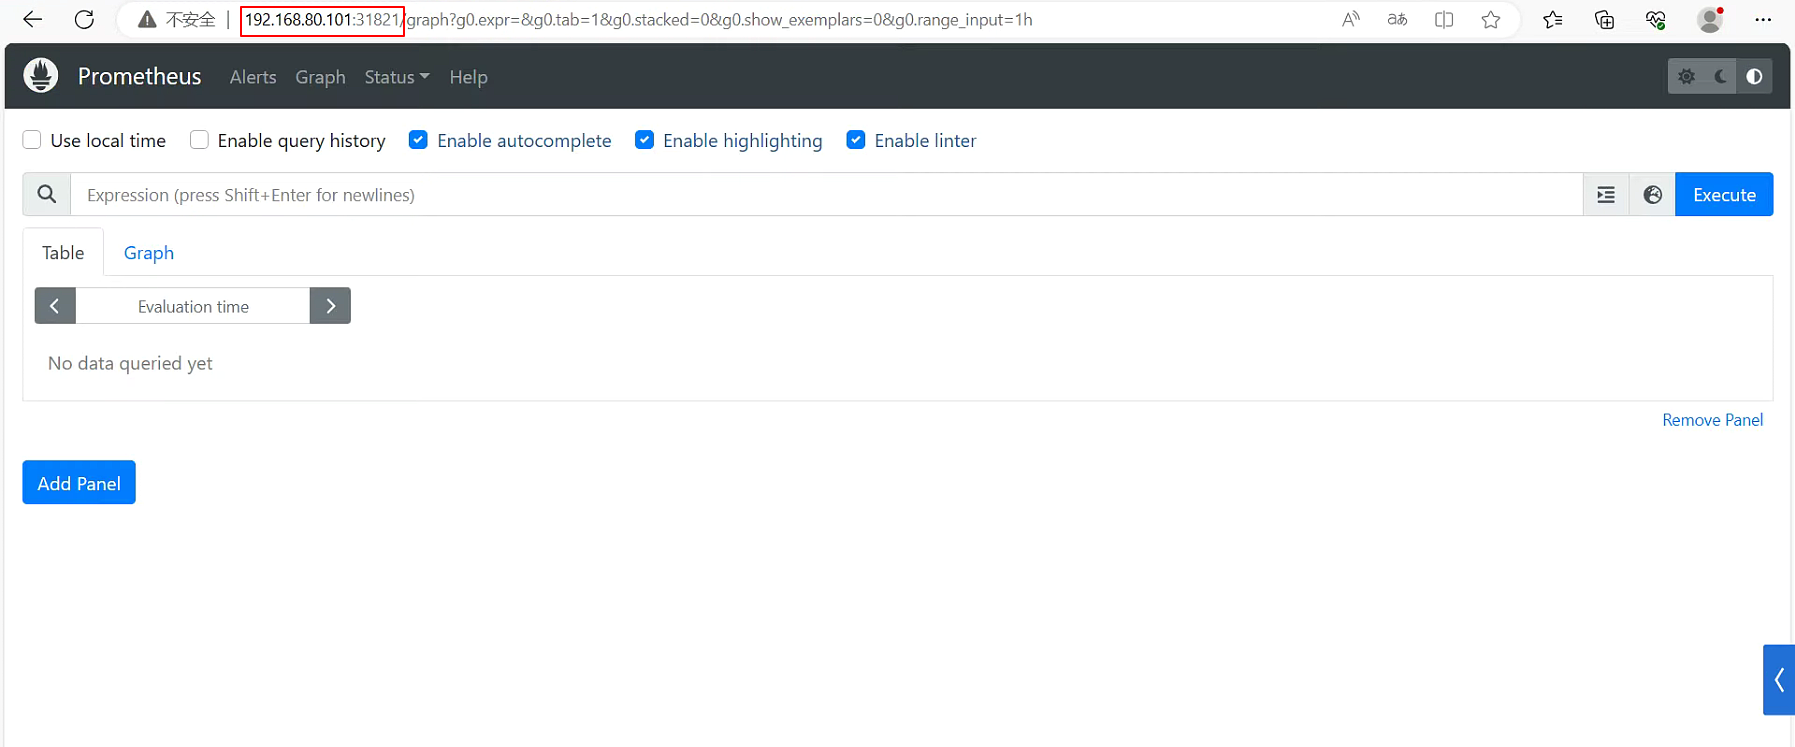 不安全 | 192.168.80.101:31821/graph?g0.expr=&g0.tab=1&g0.stacked=0&g0.show_exemplars=0&g0.range_input=1h
Prometheus Alerts Graph Status Help
Use local time Enable query history Enable autocomplete Enable highlighting Enable linter
Expression (press Shift+Enter for newlines) Execute
Table Graph
Evaluation time
No data queried yet
Remove Panel
Add Panel